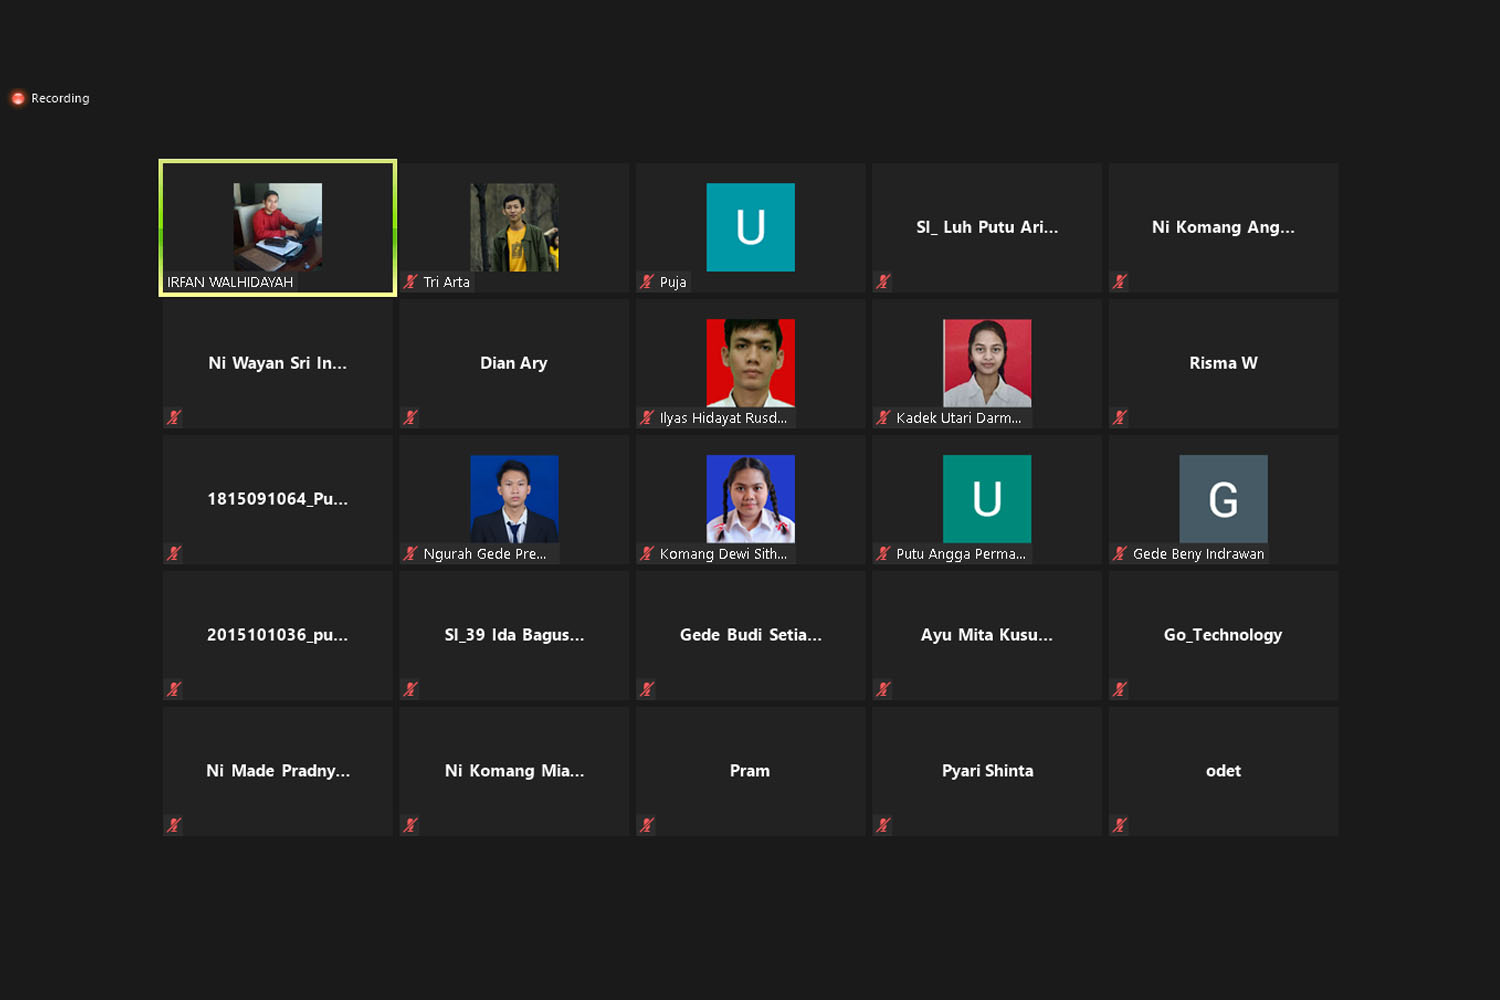 Recording
IRFAN WALHIDAYAH
Tri Arta
U
Puja
SI_ Luh Putu Ari...
Ni Komang Ang...
Ni Wayan Sri In...
Dian Ary
Ilyas Hidayat Rusd...
Kadek Utari Darm...
Risma W
1815091064_Pu...
Ngurah Gede Pre...
Komang Dewi Sith...
U
Putu Angga Perma...
G
Gede Beny Indrawan
2015101036_pu...
SI_39 Ida Bagus...
Gede Budi Setia...
Ayu Mita Kusu...
Go_Technology
Ni Made Pradny...
Ni Komang Mia...
Pram
Pyari Shinta
odet